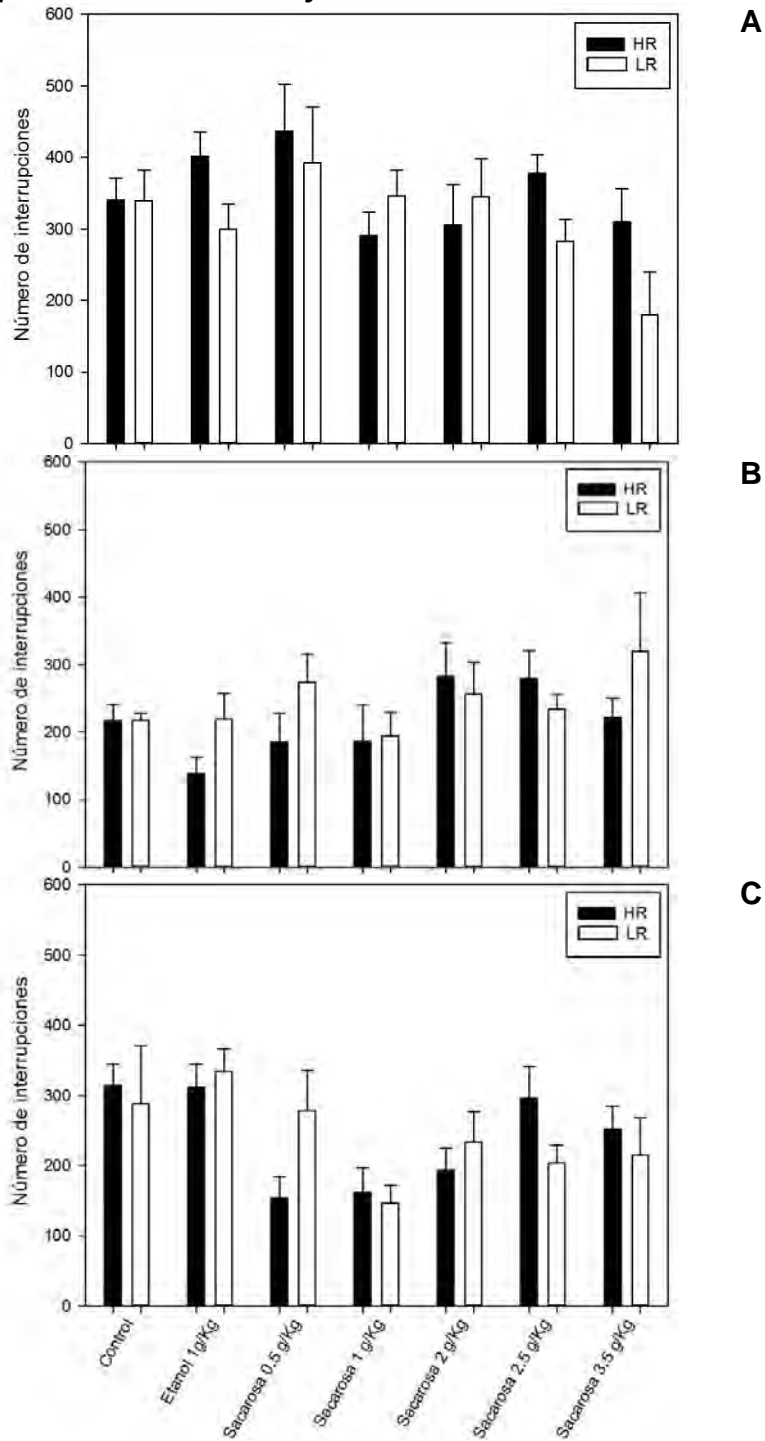 A
600
500
400
300
200
100
0
Número de interrupciones
HR
LR
B
600
500
400
300
200
100
0
Número de interrupciones
HR
LR
C
600
500
400
300
200
100
0
Número de interrupciones
HR
LR
Control
Etanol 1g/Kg
Sacarosa 0.5 g/Kg
Sacarosa 1 g/Kg
Sacarosa 2 g/Kg
Sacarosa 2.5 g/Kg
Sacarosa 3.5 g/Kg